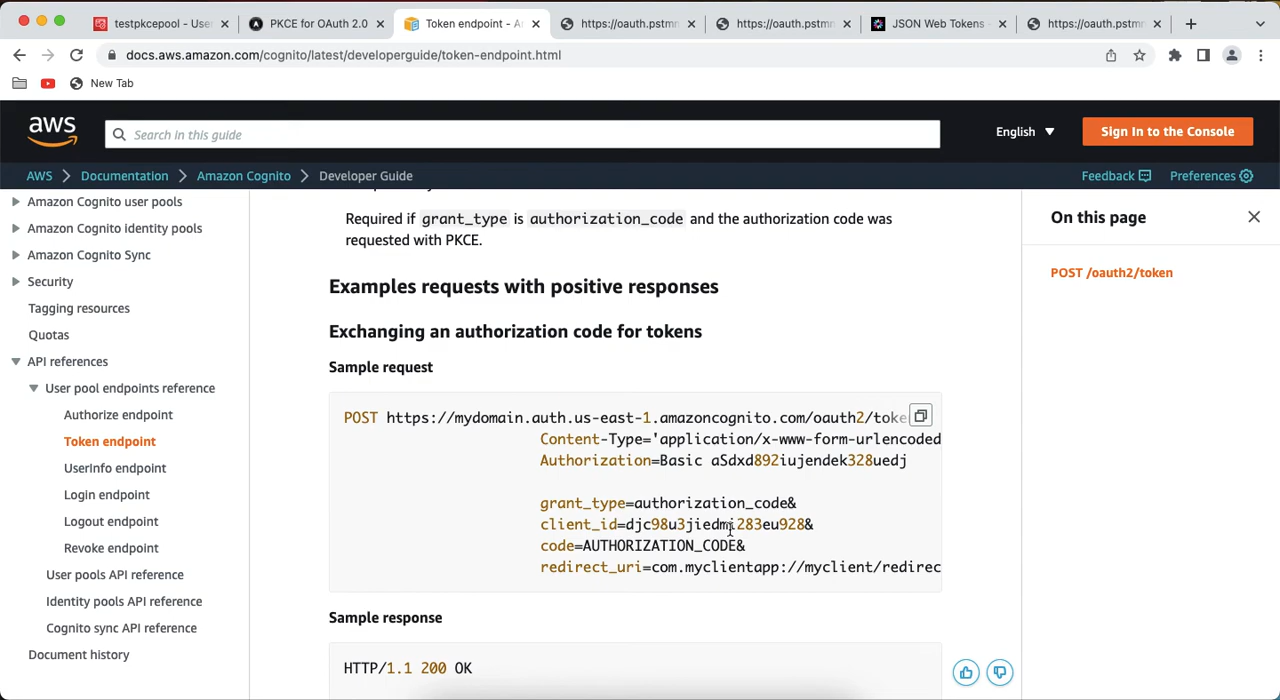 testpkcepool - Use
PKCE for OAuth 2.0
Token endpoint - A
https://oauth.pstmn
https://oauth.pstmn
JSON Web Tokens -
https://oauth.pstmn
docs.aws.amazon.com/cognito/latest/developerguide/token-endpoint.html
New Tab
aws
Search in this guide
English
Sign In to the Console
AWS
Documentation
Amazon Cognito
Developer Guide
Feedback
Preferences
Amazon Cognito user pools
Amazon Cognito identity pools
Amazon Cognito Sync
Security
Tagging resources
Quotas
API references
User pool endpoints reference
Authorize endpoint
Token endpoint
UserInfo endpoint
Login endpoint
Logout endpoint
Revoke endpoint
User pools API reference
Identity pools API reference
Cognito sync API reference
Document history
Required if grant_type is authorization_code and the authorization code was
requested with PKCE.
Examples requests with positive responses
Exchanging an authorization code for tokens
Sample request
POST https://mydomain.auth.us-east-1.amazoncognito.com/oauth2/toke
Content-Type='application/x-www-form-urlencoded
Authorization=Basic aSdxd892iujendek328uedj
grant_type=authorization_code&
client_id=djc98u3jiedmi283eu928&
code=AUTHORIZATION_CODE&
redirect_uri=com.myclientapp://myclient/redirec
Sample response
HTTP/1.1 200 OK
On this page
POST /oauth2/token